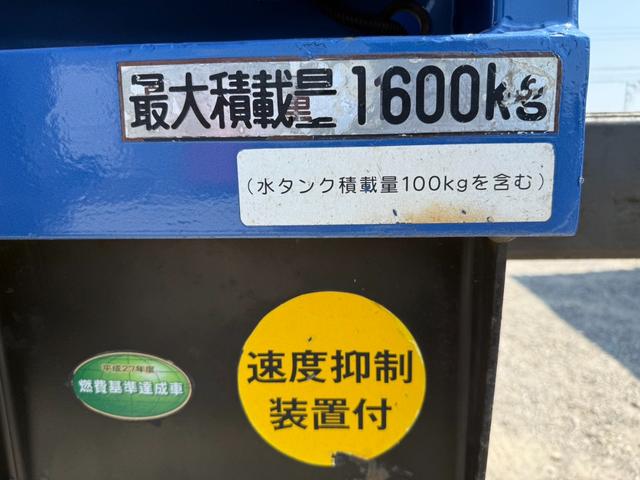 最大積載量 1600kg
(水タンク積載量100kgを含む)
平成27年度
燃費基準達成車
速度抑制
装置付